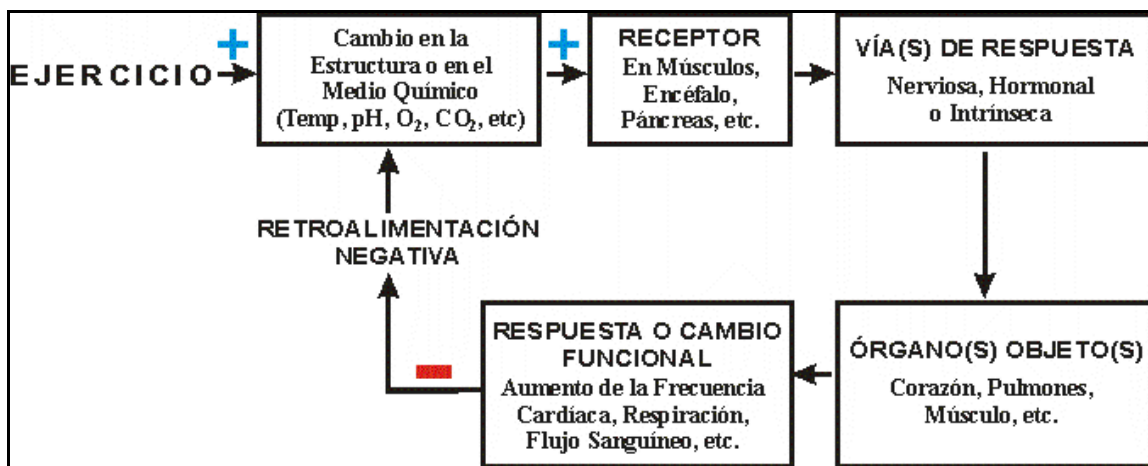 EJERCICIO
+
Cambio en la
Estructura o en el
Medio Químico
(Temp, pH, O₂, CO₂, etc)
+
RECEPTOR
En Músculos,
Encéfalo,
Páncreas, etc.
VÍA(S) DE RESPUESTA
Nerviosa, Hormonal
o Intrínseca
ÓRGANO(S) OBJETO(S)
Corazón, Pulmones,
Músculo, etc.
RESPUESTA O CAMBIO
FUNCIONAL
Aumento de la Frecuencia
Cardíaca, Respiración,
Flujo Sanguíneo, etc.
RETROALIMENTACIÓN
NEGATIVA